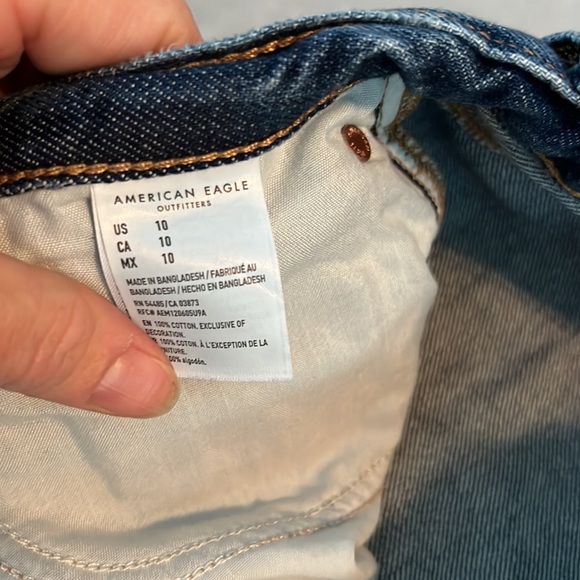 AMERICAN EAGLE
OUTFITTERS
US 10
CA 10
MX 10
MADE IN BANGLADESH / FABRIQUÉ AU
BANGLADESH / HECHO EN BANGLADESH
RN 54485 / CA 03873
RFC# AEM120605U9A
EN 100% COTTON. EXCLUSIVE OF
DECORATION.
100% COTON. À L'EXCEPTION DE LA
100% algodón.